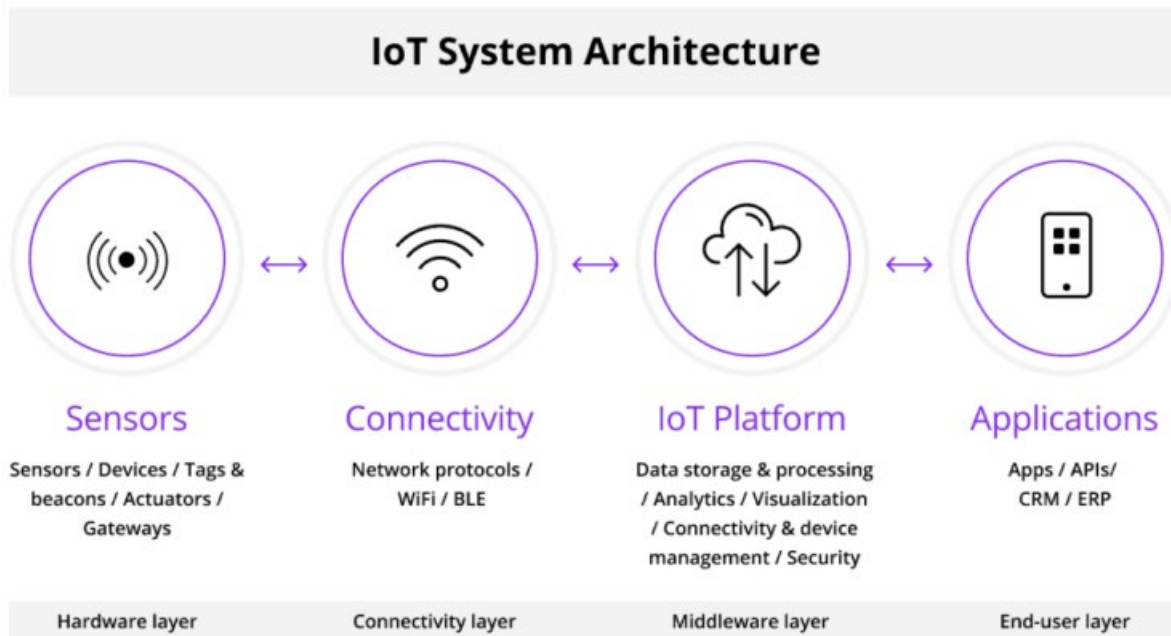 IoT System Architecture
Sensors
Sensors / Devices / Tags &
beacons / Actuators /
Gateways
Hardware layer
Connectivity
Network protocols /
WiFi / BLE
Connectivity layer
IoT Platform
Data storage & processing
/ Analytics / Visualization
/ Connectivity & device
management / Security
Middleware layer
Applications
Apps / APIs/
CRM / ERP
End-user layer